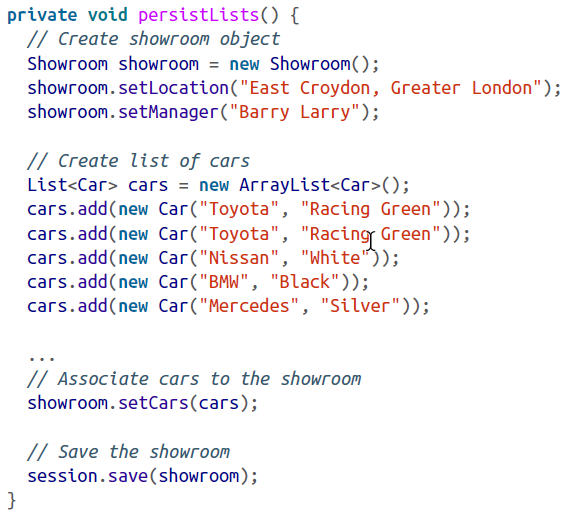 private void persistLists() {
  // Create showroom object
  Showroom showroom = new Showroom();
  showroom.setLocation("East Croydon, Greater London");
  showroom.setManager("Barry Larry");

  // Create list of cars
  List<Car> cars = new ArrayList<Car>();
  cars.add(new Car("Toyota", "Racing Green"));
  cars.add(new Car("Toyota", "Racing Green"));
  cars.add(new Car("Nissan", "White"));
  cars.add(new Car("BMW", "Black"));
  cars.add(new Car("Mercedes", "Silver"));

  ...
  // Associate cars to the showroom
  showroom.setCars(cars);

  // Save the showroom
  session.save(showroom);
}